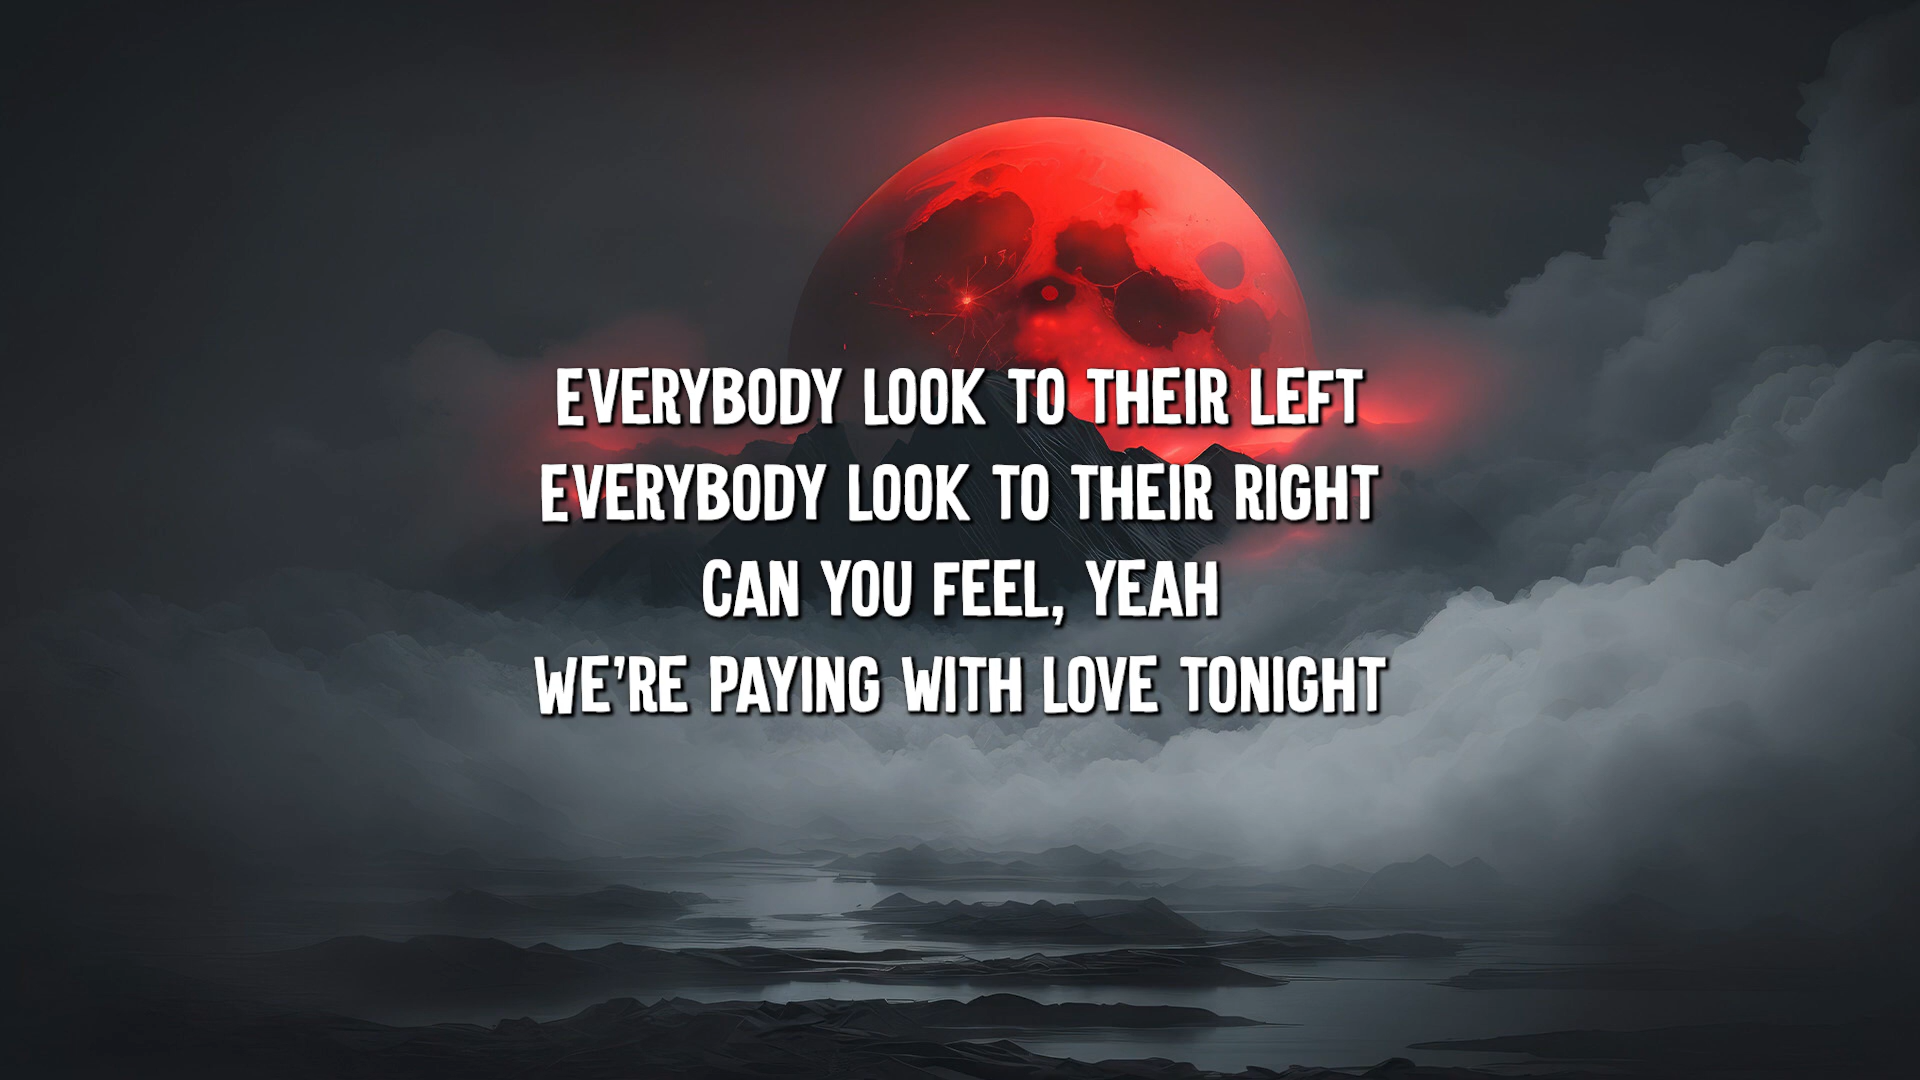 EVERYBODY LOOK TO THEIR LEFT
EVERYBODY LOOK TO THEIR RIGHT
CAN YOU FEEL, YEAH
WE'RE PAYING WITH LOVE TONIGHT